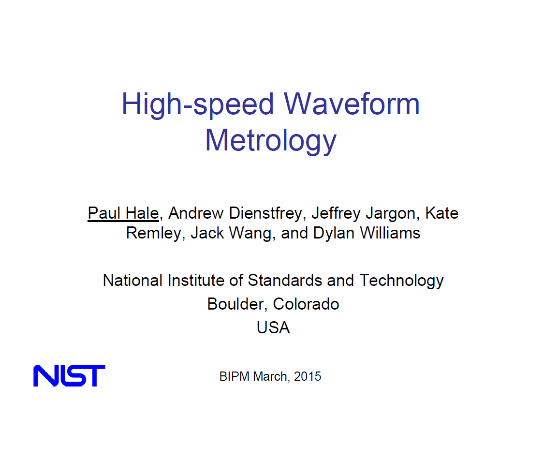 High-speed Waveform
Metrology
Paul Hale, Andrew Dienstfrey, Jeffrey Jargon, Kate
Remley, Jack Wang, and Dylan Williams
National Institute of Standards and Technology
Boulder, Colorado
USA
NIST
BIPM March, 2015